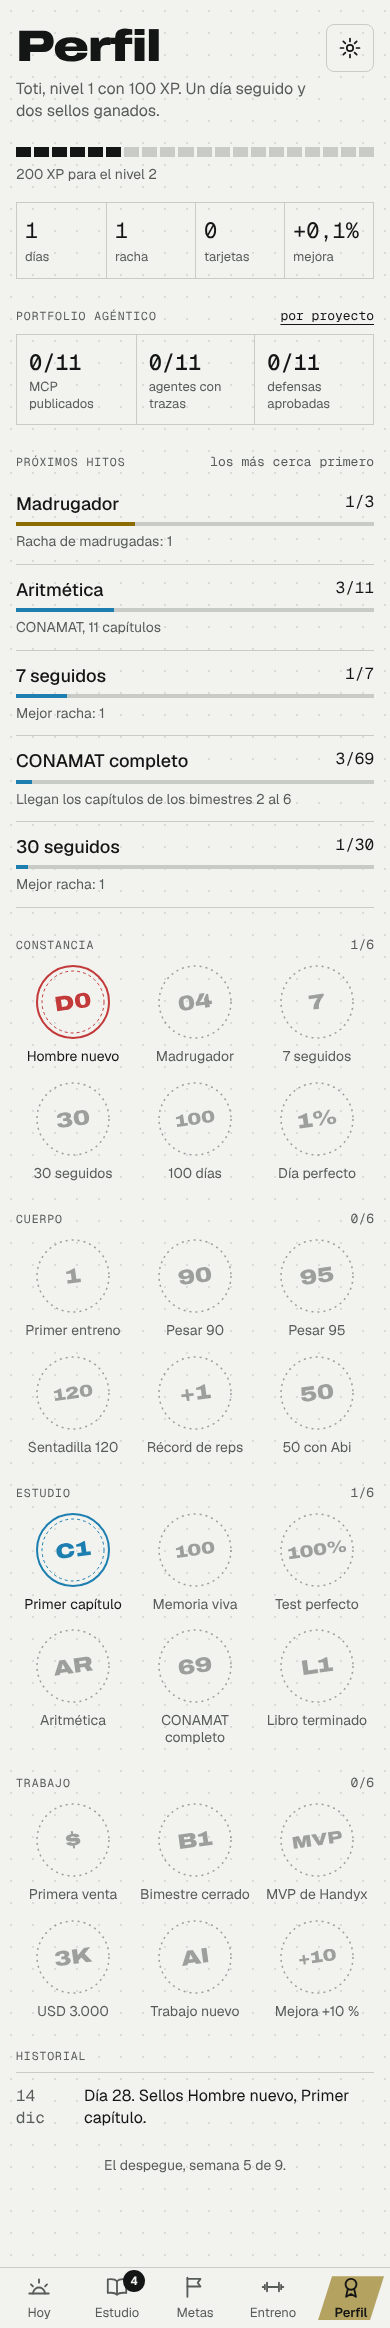 Perfil
Toti, nivel 1 con 100 XP. Un día seguido y
dos sellos ganados.
200 XP para el nivel 2
1 1 0 +0,1%
días racha tarjetas mejora
PORTFOLIO AGÉNTICO por proyecto
0/11 0/11 0/11
MCP agentes con defensas
publicados trazas aprobadas
PRÓXIMOS HITOS los más cerca primero
Madrugador 1/3
Racha de madrugadas: 1
Aritmética 3/11
CONAMAT, 11 capítulos
7 seguidos 1/7
Mejor racha: 1
CONAMAT completo 3/69
Llegan los capítulos de los bimestres 2 al 6
30 seguidos 1/30
Mejor racha: 1
CONSTANCIA 1/6
D0 04 7
Hombre nuevo Madrugador 7 seguidos
30 100 1%
30 seguidos 100 días Día perfecto
CUERPO 0/6
1 90 95
Primer entreno Pesar 90 Pesar 95
120 +1 50
Sentadilla 120 Récord de reps 50 con Abi
ESTUDIO 1/6
C1 100 100%
Primer capítulo Memoria viva Test perfecto
AR 69 L1
Aritmética CONAMAT Libro terminado
completo
TRABAJO 0/6
$ B1 MVP
Primera venta Bimestre cerrado MVP de Handyx
3K AI +10
USD 3.000 Trabajo nuevo Mejora +10 %
HISTORIAL
14 Día 28. Sellos Hombre nuevo, Primer
dic capítulo.
El despegue, semana 5 de 9.
4
Hoy Estudio Metas Entreno Perfil